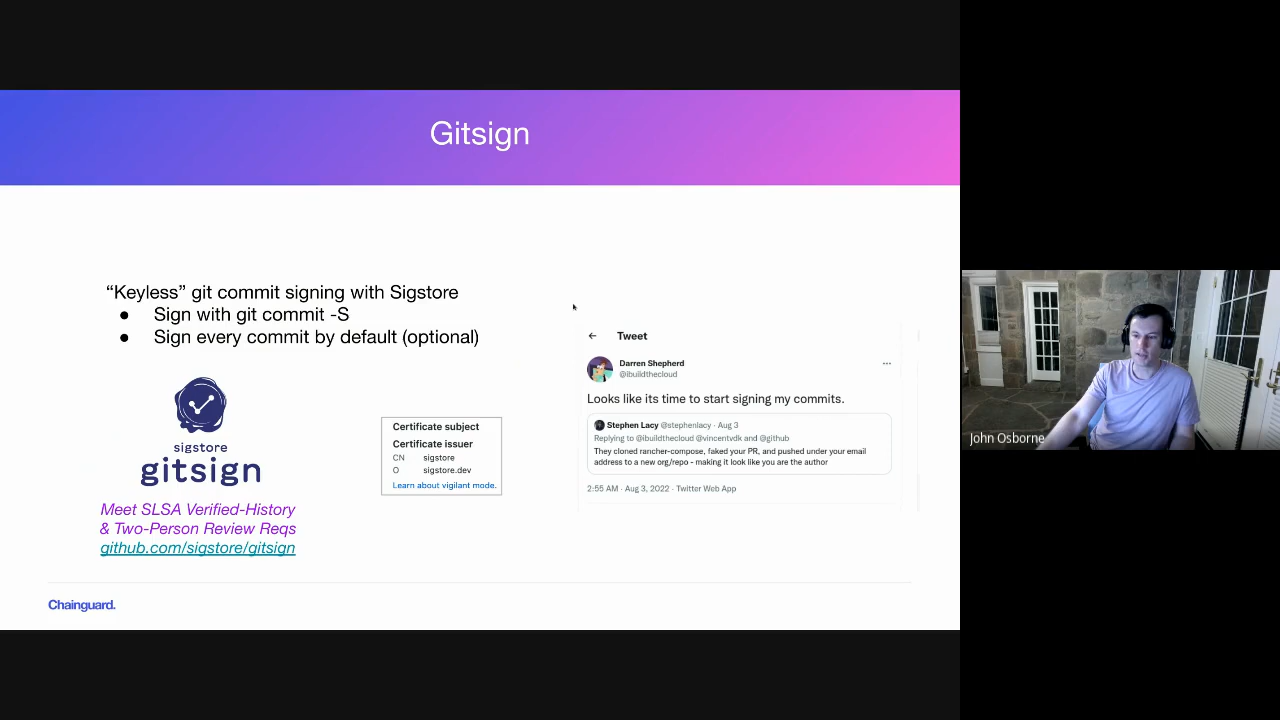 Gitsign
“Keyless” git commit signing with Sigstore
● Sign with git commit -S
● Sign every commit by default (optional)
sigstore
gitsign
Meet SLSA Verified-History
& Two-Person Review Reqs
github.com/sigstore/gitsign
Certificate subject
Certificate issuer
CN sigstore
O sigstore.dev
Learn about vigilant mode.
← Tweet
Darren Shepherd
@ibuildthecloud
Looks like its time to start signing my commits.
Stephen Lacy @stephenlacy · Aug 3
Replying to @ibuildthecloud @vincentvdk and @github
They cloned rancher-compose, faked your PR, and pushed under your email
address to a new org/repo - making it look like you are the author
2:55 AM · Aug 3, 2022 · Twitter Web App
Chainguard.
John Osborne